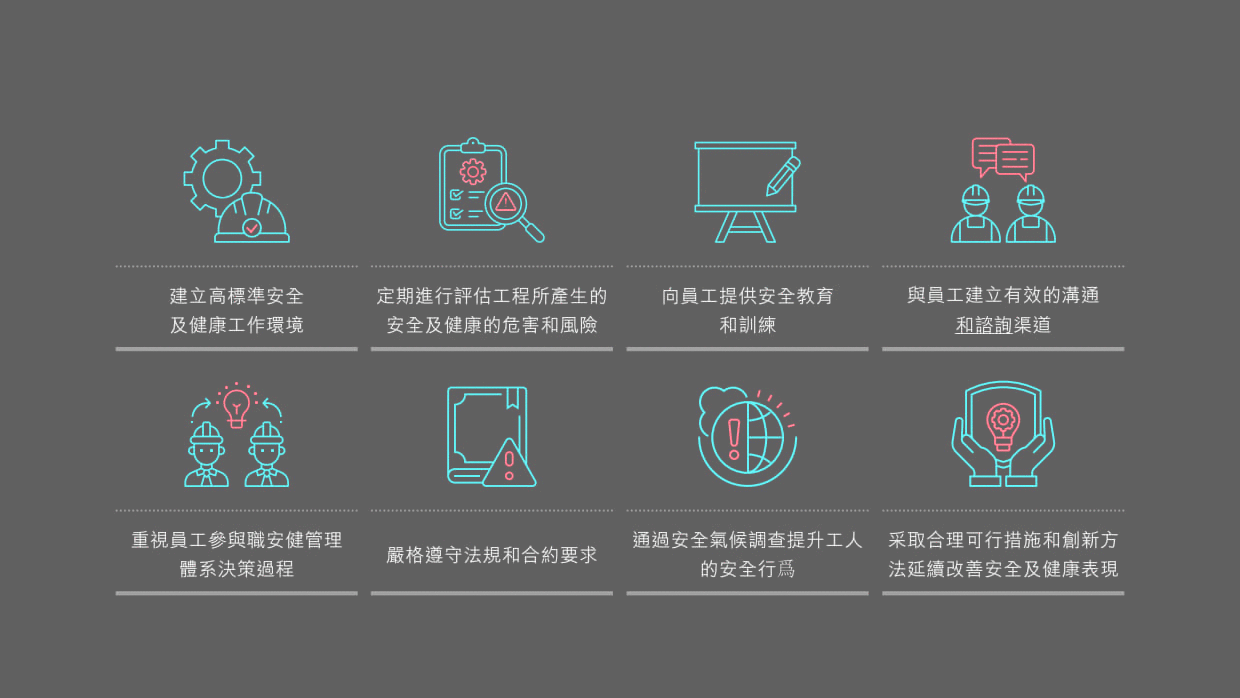 建立高標準安全
及健康工作環境
定期進行評估工程所產生的
安全及健康的危害和風險
向員工提供安全教育
和訓練
與員工建立有效的溝通
和諮詢渠道
重視員工參與職安健管理
體系決策過程
嚴格遵守法規和合約要求
通過安全氣候調查提升工人
的安全行爲
采取合理可行措施和創新方
法延續改善安全及健康表現